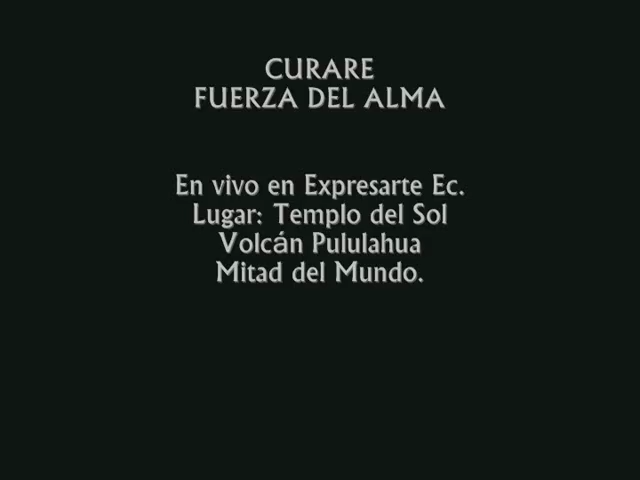 CURARE
FUERZA DEL ALMA
En vivo en Expresarte Ec.
Lugar: Templo del Sol
Volcán Pululahua
Mitad del Mundo.